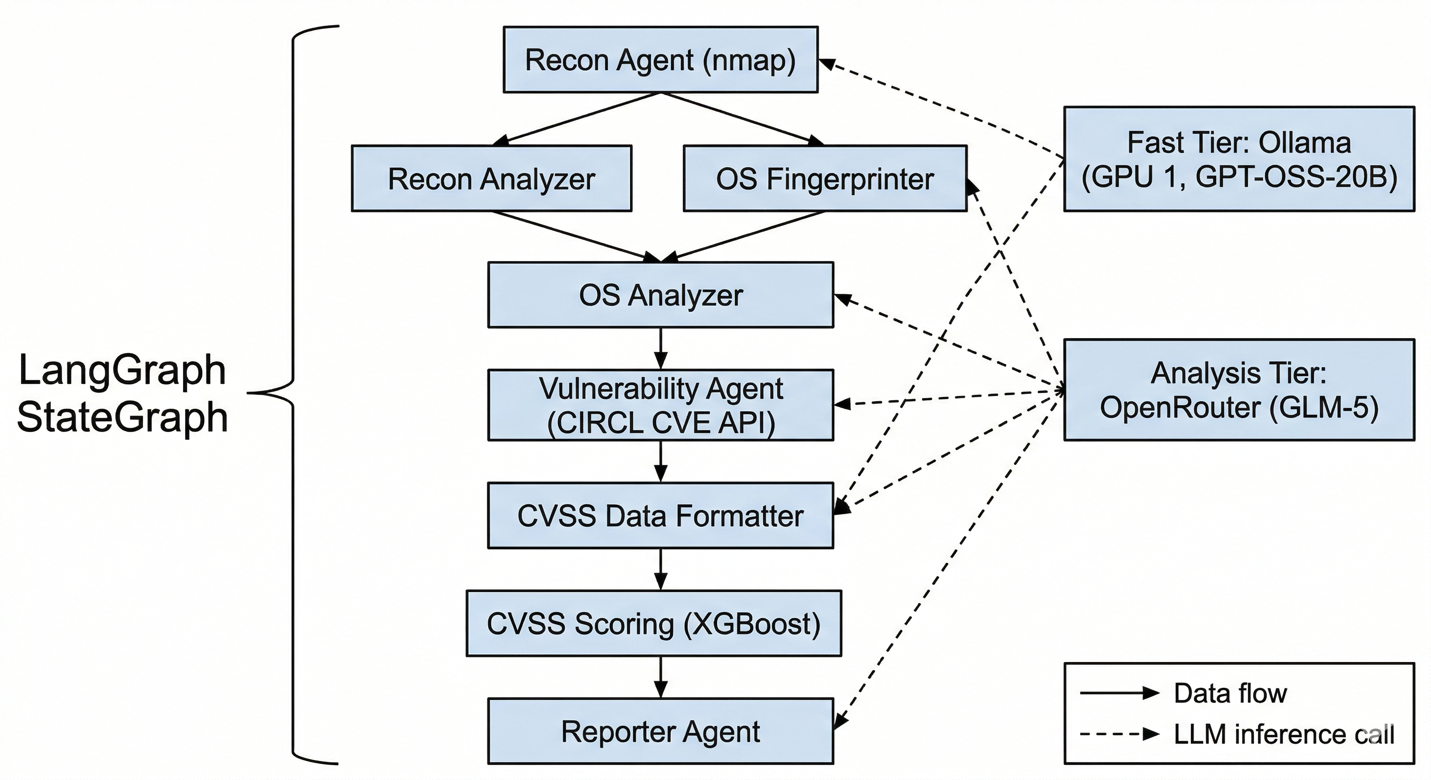 Recon Agent (nmap)
Recon Analyzer
OS Fingerprinter
OS Analyzer
Vulnerability Agent
(CIRCL CVE API)
CVSS Data Formatter
CVSS Scoring (XGBoost)
Reporter Agent
LangGraph
StateGraph
Fast Tier: Ollama
(GPU 1, GPT-OSS-20B)
Analysis Tier:
OpenRouter (GLM-5)
Data flow
LLM inference call